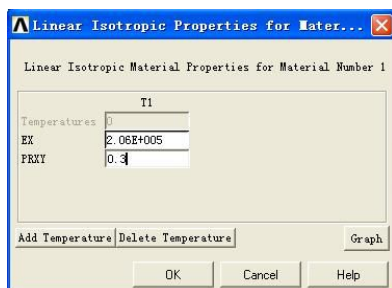 Linear Isotropic Properties for Mater...
Linear Isotropic Material Properties for Material Number 1
T1
Temperatures 0
EX 2.06E+005
PRXY 0.3
Add Temperature Delete Temperature Graph
OK Cancel Help